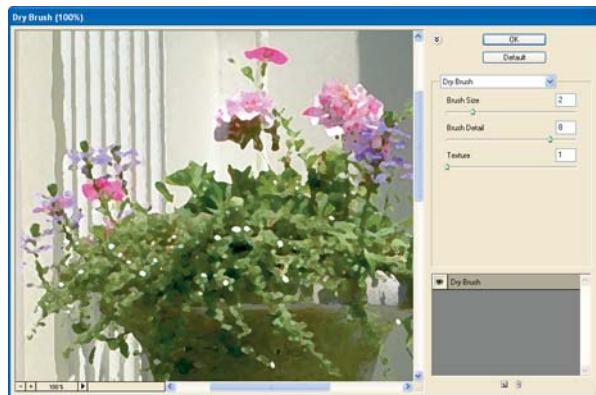 Dry Brush (100%)
OK
Default
Dry Brush
Brush Size 2
Brush Detail 8
Texture 1
Dry Brush
100%